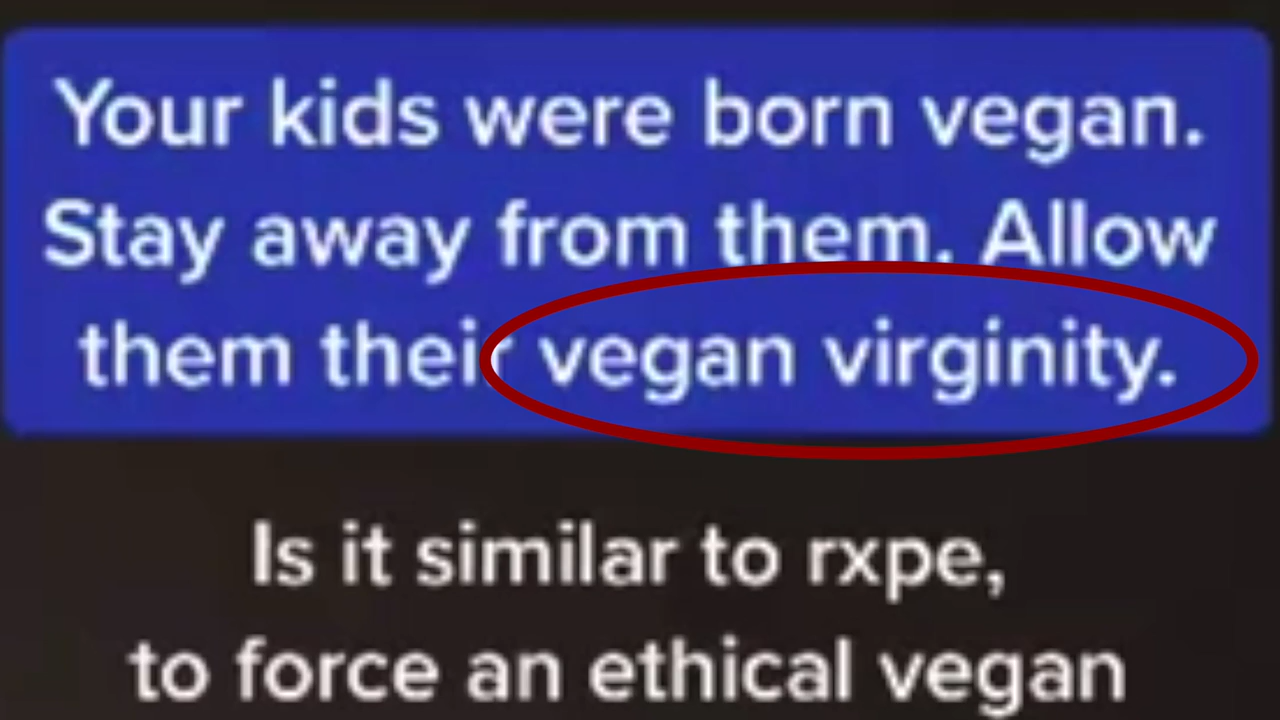 Your kids were born vegan.
Stay away from them. Allow
them their vegan virginity.
Is it similar to rxpe,
to force an ethical vegan